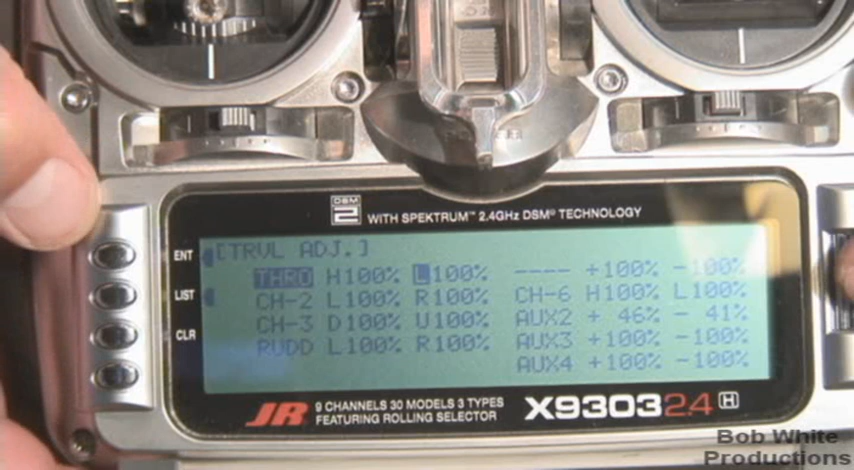 DSM
2 WITH SPEKTRUM™ 2.4GHz DSM® TECHNOLOGY
ENT
LIST
CLR
[TRVL ADJ.]
THRO H100% L100% ---- +100% -100%
CH-2 L100% R100% CH-6 H100% L100%
CH-3 D100% U100% AUX2 + 46% - 41%
RUDD L100% R100% AUX3 +100% -100%
AUX4 +100% -100%
JR 9 CHANNELS 30 MODELS 3 TYPES
FEATURING ROLLING SELECTOR
X9303 2.4 H
Bob White
Productions